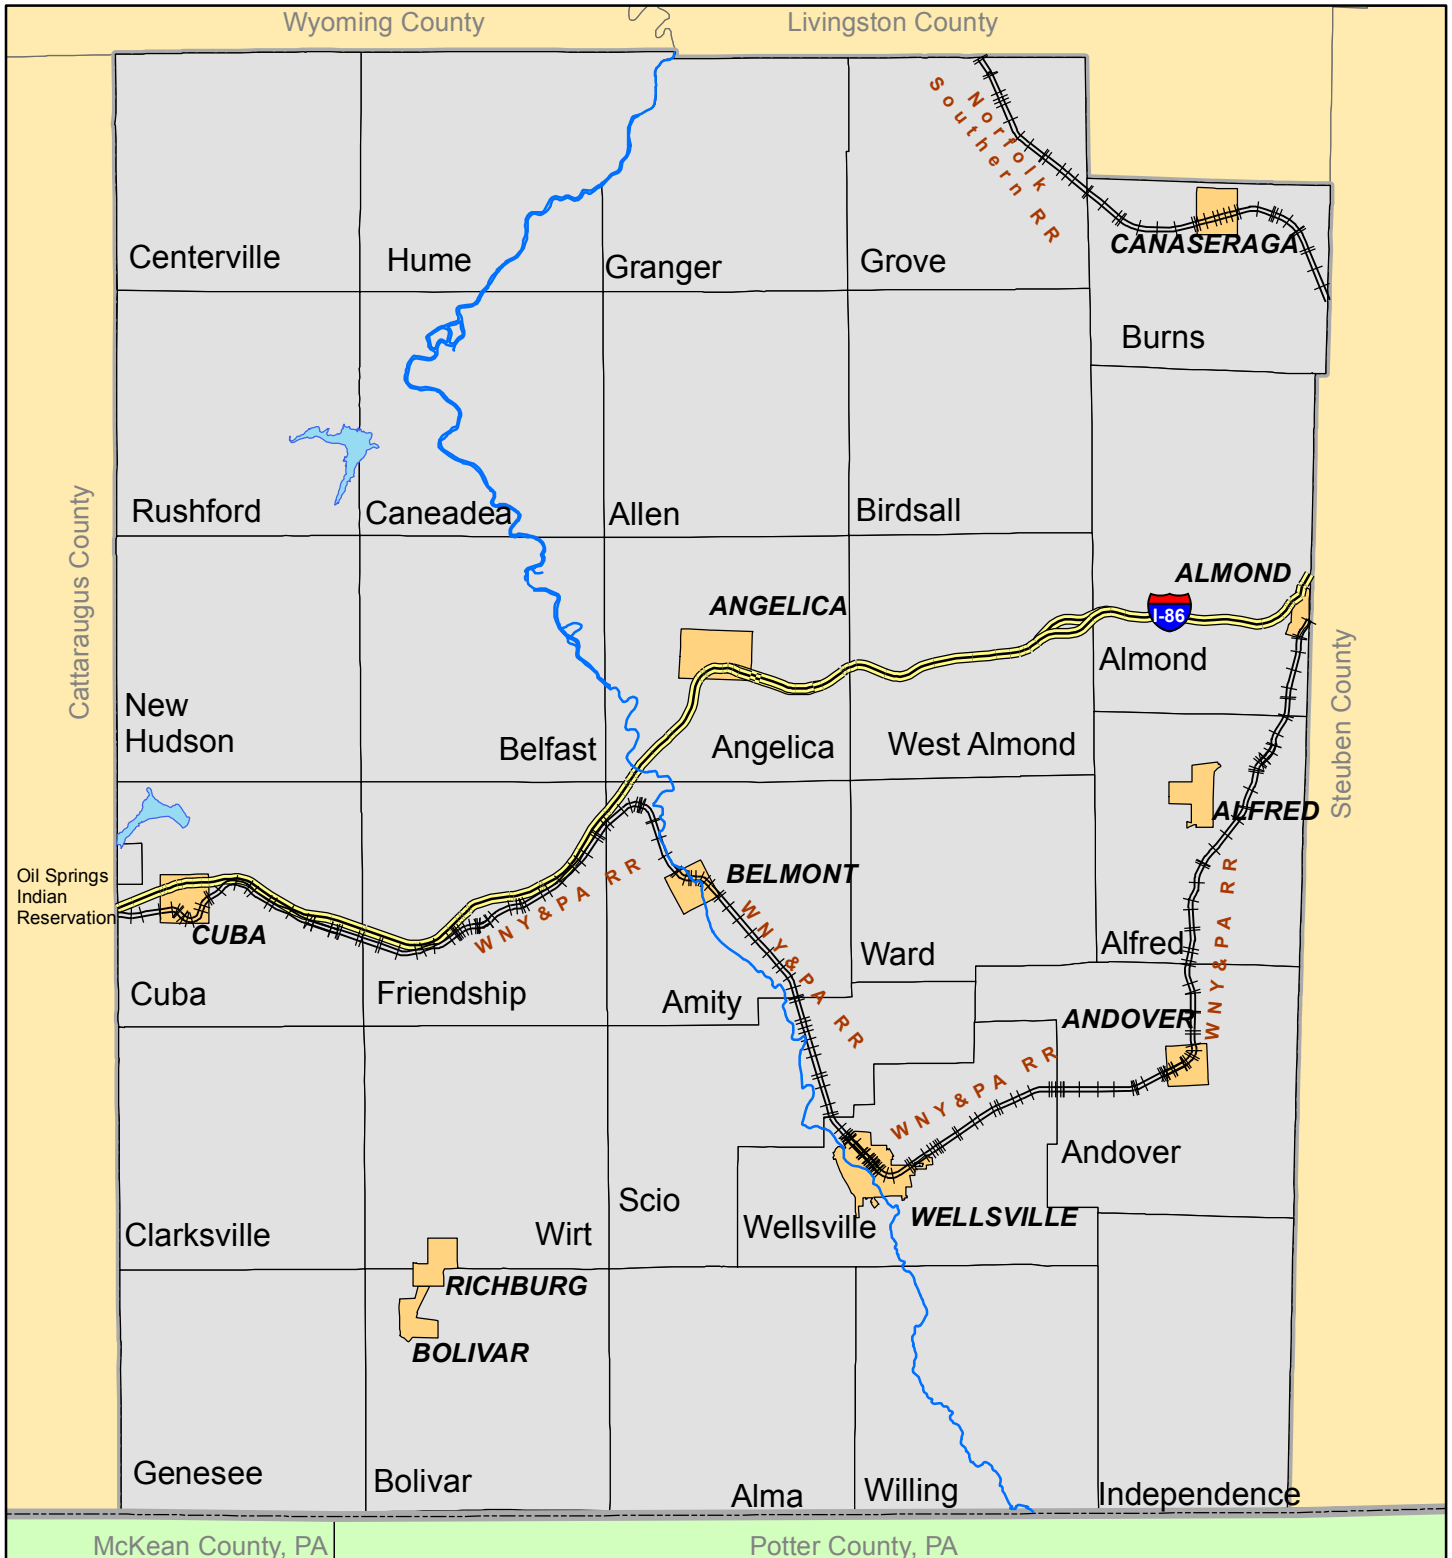 Wyoming County
Livingston County
Norfolk
Southern RR
CANASERAGA
Centerville
Hume
Granger
Grove
Burns
Cattaraugus County
Rushford
Caneadea
Allen
Birdsall
ALMOND
ANGELICA
I-86
Almond
Steuben County
New
Hudson
Belfast
Angelica
West Almond
ALFRED
Oil Springs
Indian
Reservation
CUBA
WNY&PA RR
BELMONT
WNY&PA RR
WNY&PA RR
Ward
Alfred
Cuba
Friendship
Amity
ANDOVER
WNY&PA RR
Andover
Scio
Clarksville
Wirt
Wellsville
WELLSVILLE
RICHBURG
BOLIVAR
Genesee
Bolivar
Alma
Willing
Independence
McKean County, PA
Potter County, PA